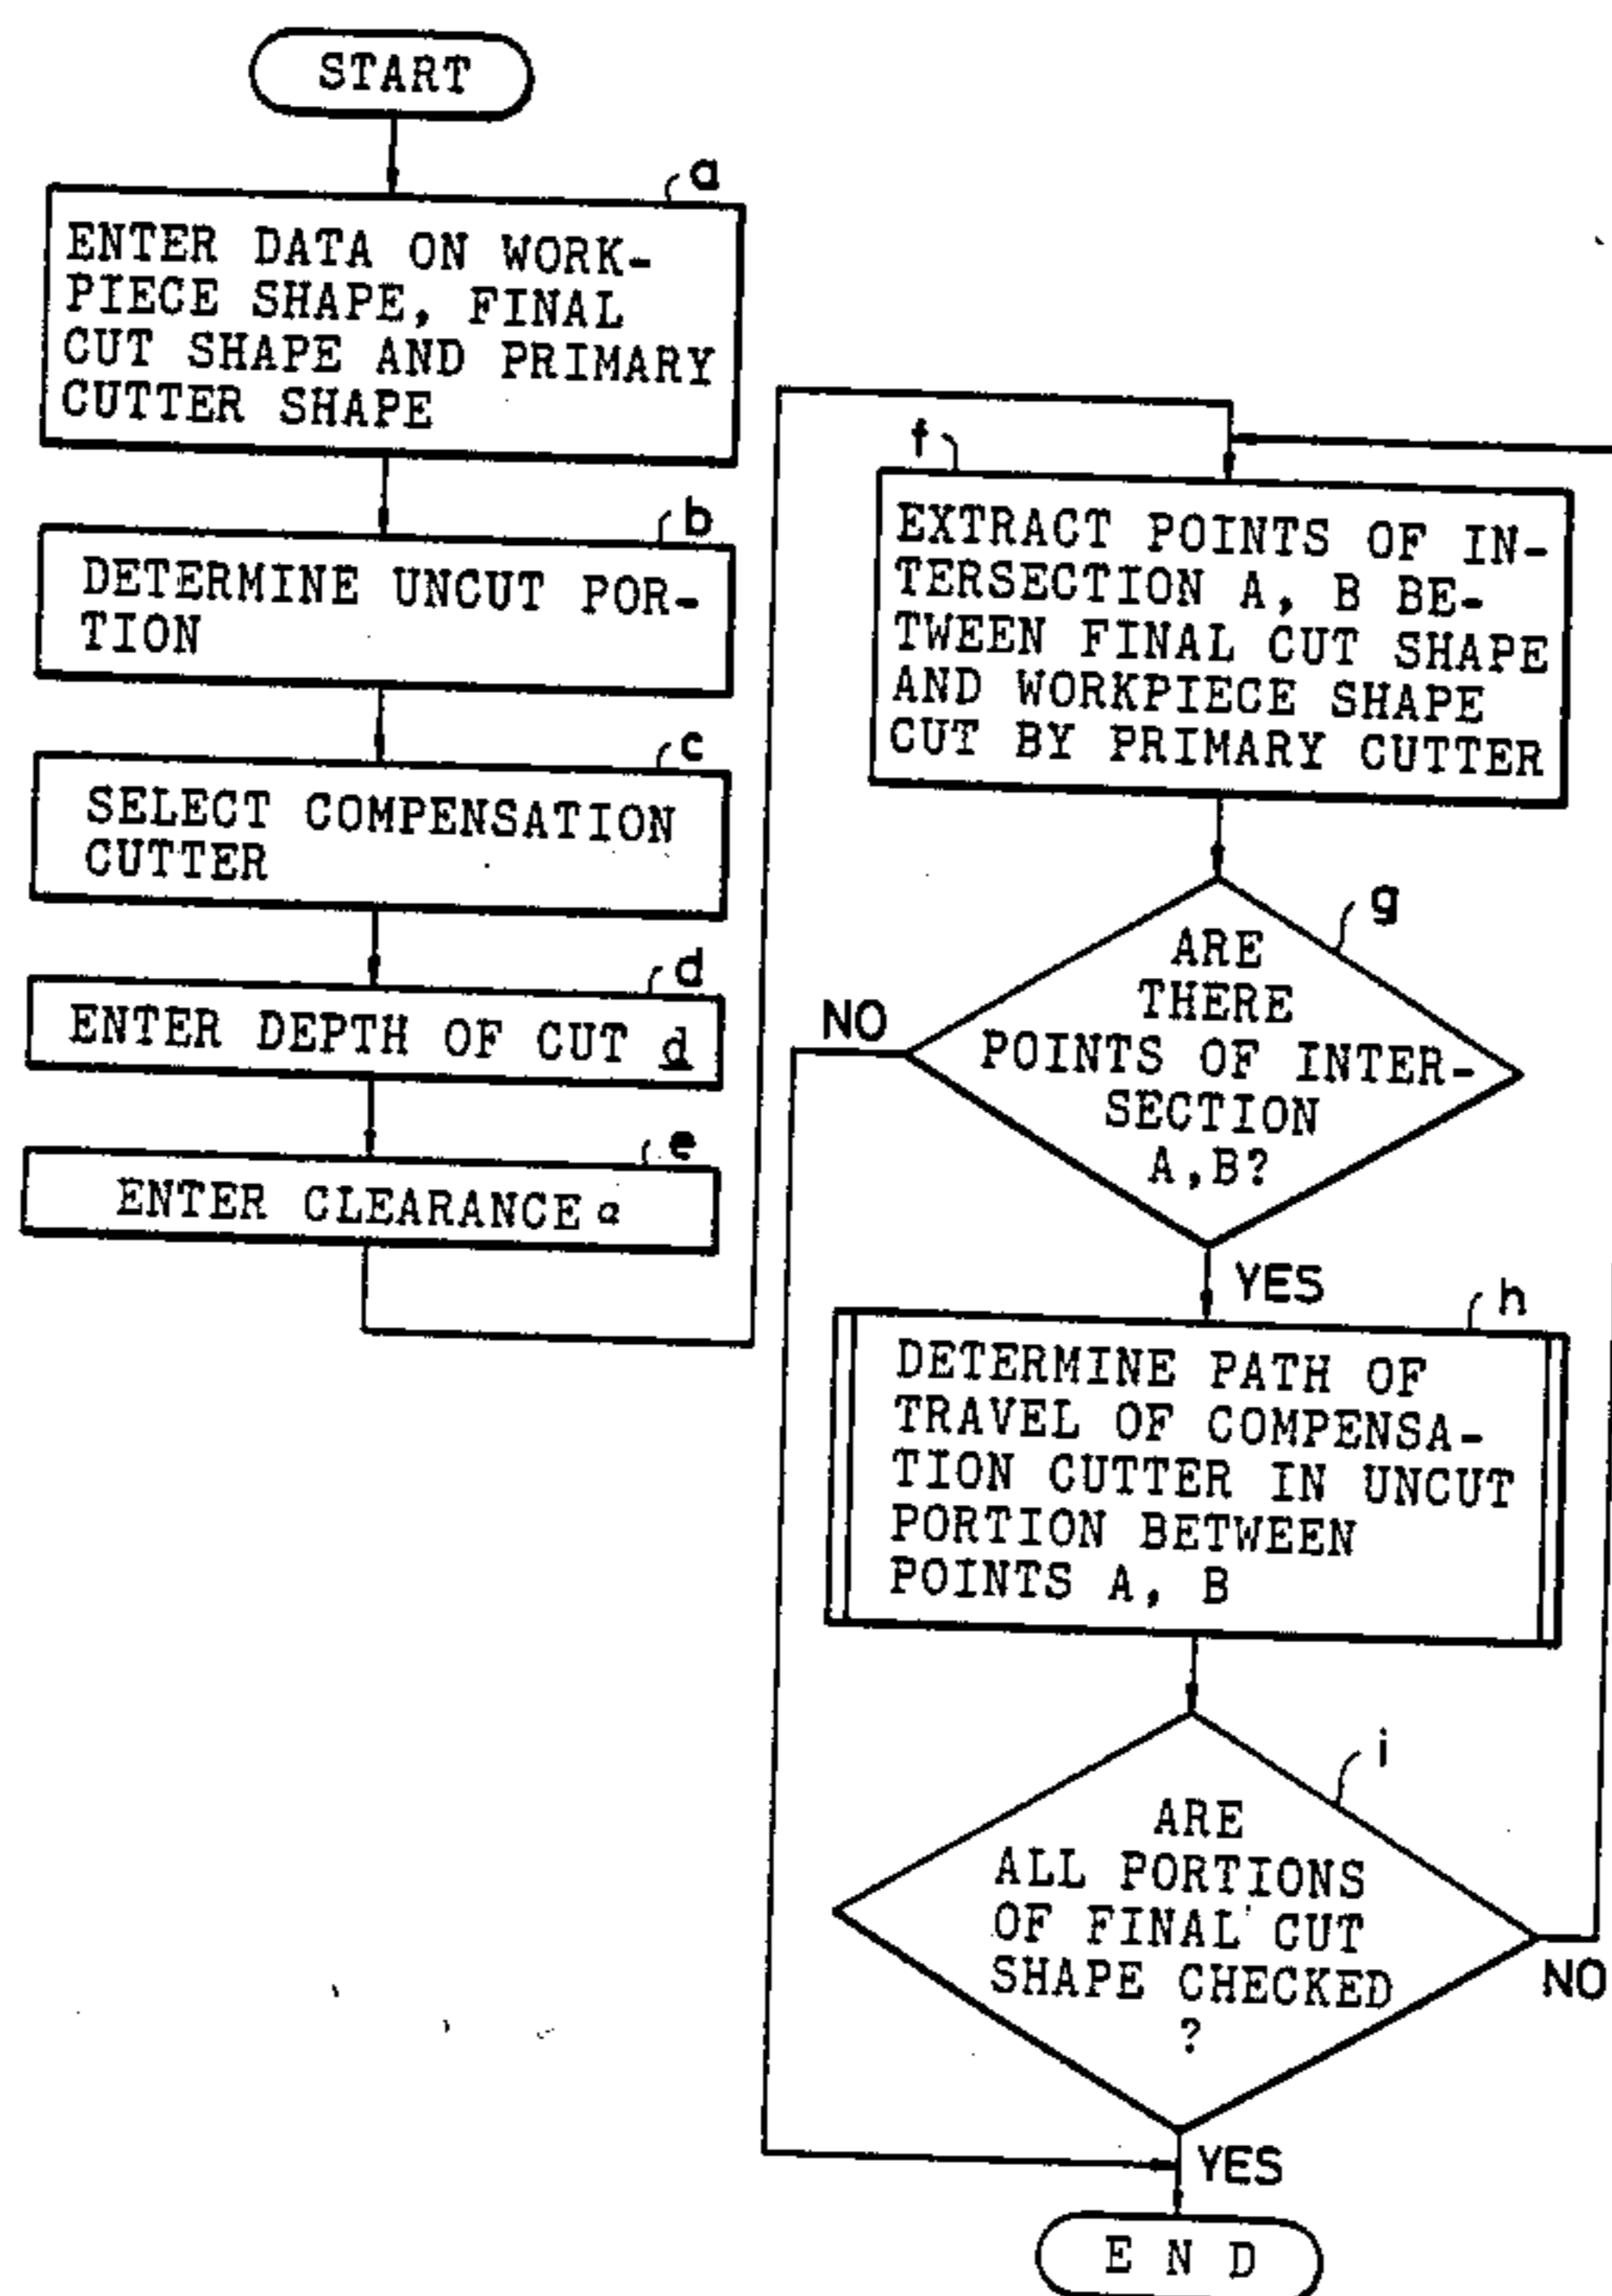 START
a
ENTER DATA ON WORK-
PIECE SHAPE, FINAL
CUT SHAPE AND PRIMARY
CUTTER SHAPE
b
DETERMINE UNCUT POR-
TION
c
SELECT COMPENSATION
CUTTER
d
ENTER DEPTH OF CUT d
e
ENTER CLEARANCE a
f
EXTRACT POINTS OF IN-
TERSECTION A, B BE-
TWEEN FINAL CUT SHAPE
AND WORKPIECE SHAPE
CUT BY PRIMARY CUTTER
g
ARE
THERE
POINTS OF INTER-
SECTION
A,B?
NO
YES
h
DETERMINE PATH OF
TRAVEL OF COMPENSA-
TION CUTTER IN UNCUT
PORTION BETWEEN
POINTS A, B
i
ARE
ALL PORTIONS
OF FINAL CUT
SHAPE CHECKED
?
NO
YES
END